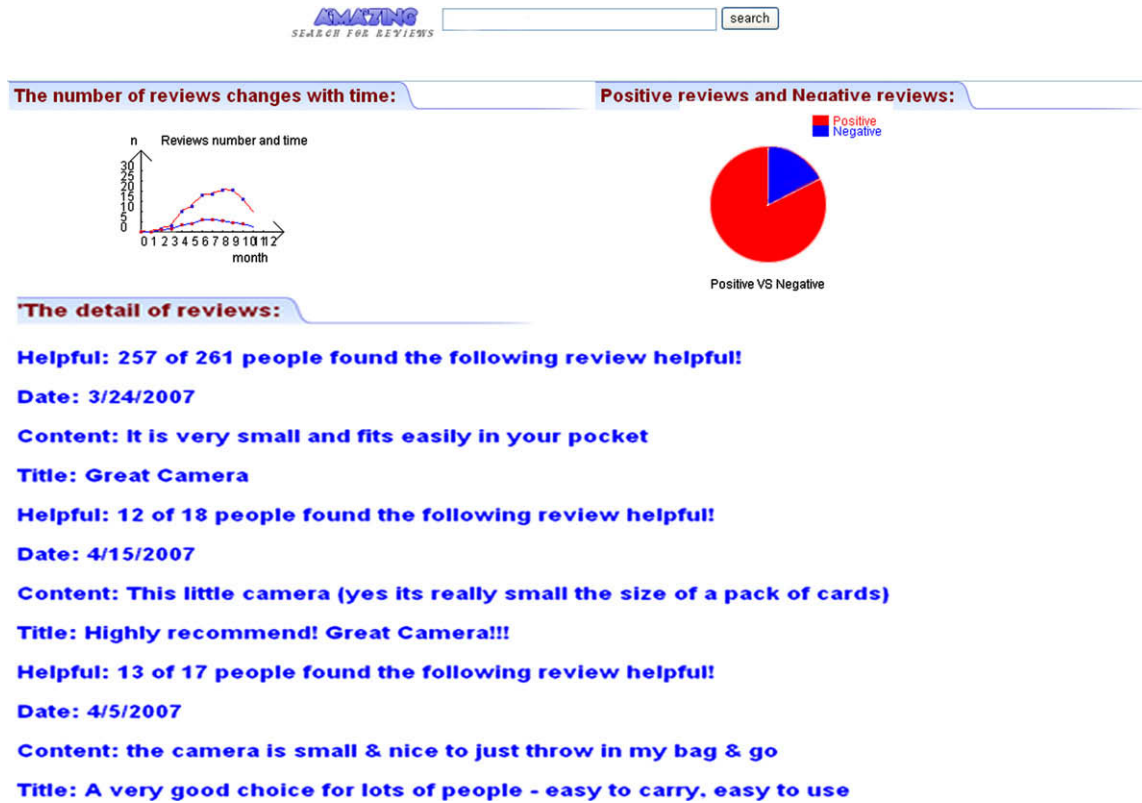 AMAZING
SEARCH FOR REVIEWS
search
The number of reviews changes with time:
Positive reviews and Negative reviews:
n Reviews number and time
30
25
20
15
10
5
0
0 1 2 3 4 5 6 7 8 9 10 11 12
month
Positive
Negative
Positive VS Negative
'The detail of reviews:
Helpful: 257 of 261 people found the following review helpful!
Date: 3/24/2007
Content: It is very small and fits easily in your pocket
Title: Great Camera
Helpful: 12 of 18 people found the following review helpful!
Date: 4/15/2007
Content: This little camera (yes its really small the size of a pack of cards)
Title: Highly recommend! Great Camera!!!
Helpful: 13 of 17 people found the following review helpful!
Date: 4/5/2007
Content: the camera is small & nice to just throw in my bag & go
Title: A very good choice for lots of people - easy to carry, easy to use